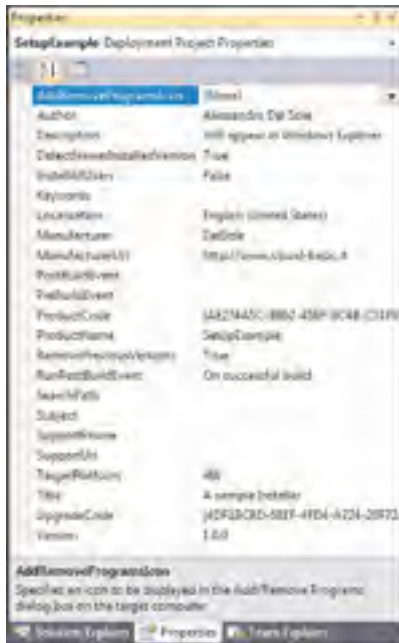 Properties
SetupExample Deployment Project Properties
AddRemoveProgramsIcon (None)
Author Alessandro Del Sole
Description Will appear in Windows Explorer
DetectNewerInstalledVersion True
InstallAllUsers False
Keywords
Localization English (United States)
Manufacturer DelSole
ManufacturerUrl
PostBuildEvent
PreBuildEvent
ProductCode
ProductName SetupExample
RemovePreviousVersions True
RunPostBuildEvent On successful build
SearchPath
Subject
SupportPhone
SupportUrl
TargetPlatform x86
Title A sample Installer
UpgradeCode
Version 1.0.0
AddRemoveProgramsIcon
Specifies an icon to be displayed in the Add/Remove Programs
dialog box on the target computer
Solution Explorer Properties Team Explorer